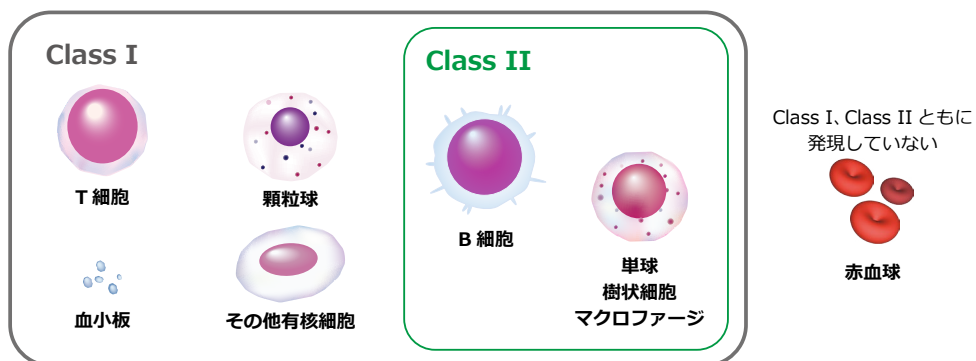 Class I
Class II
T 細胞
顆粒球
B 細胞
単球
樹状細胞
マクロファージ
血小板
その他有核細胞
Class I、Class II ともに
発現していない
赤血球